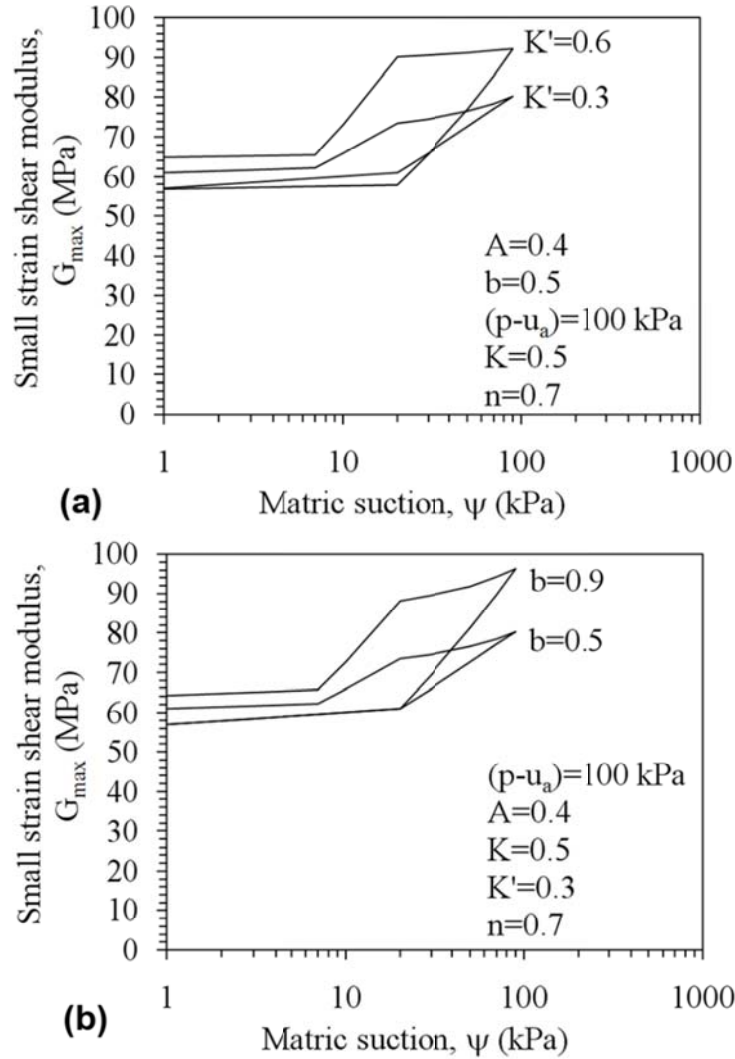 100
90
80
70
60
50
40
30
20
10
0
Small strain shear modulus,
G_max (MPa)
K'=0.6
K'=0.3
A=0.4
b=0.5
(p-u_a)=100 kPa
K=0.5
n=0.7
1
10
100
1000
(a)
Matric suction, ψ (kPa)
100
90
80
70
60
50
40
30
20
10
0
Small strain shear modulus,
G_max (MPa)
b=0.9
b=0.5
(p-u_a)=100 kPa
A=0.4
K=0.5
K'=0.3
n=0.7
1
10
100
1000
(b)
Matric suction, ψ (kPa)